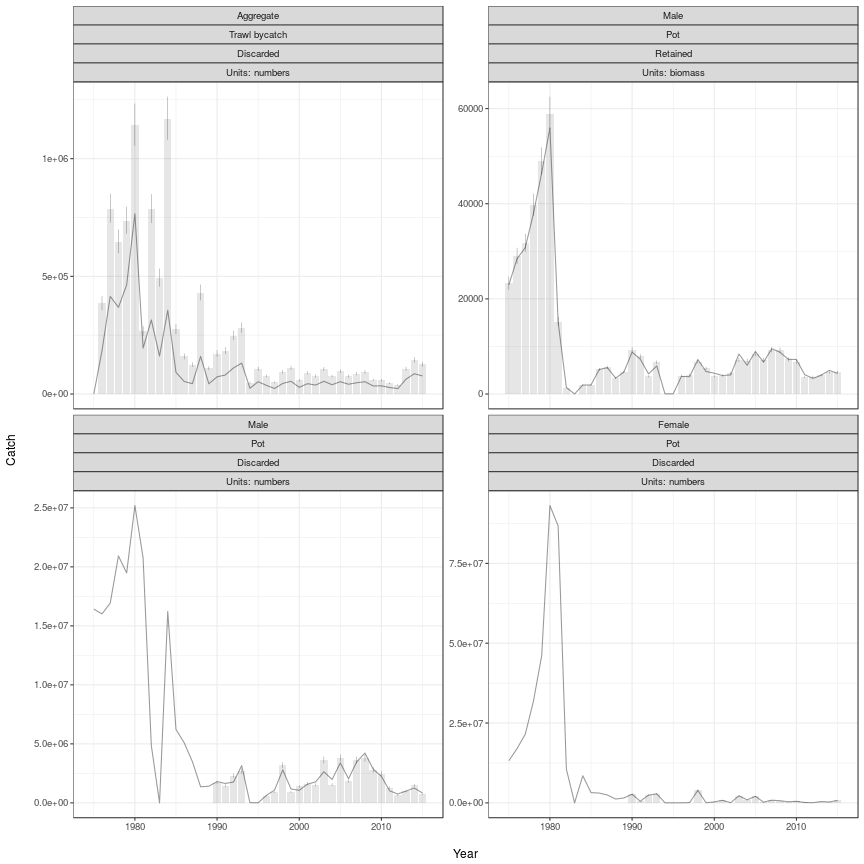 Aggregate
Trawl bycatch
Discarded
Units: numbers
1e+06
5e+05
0e+00
Male
Pot
Retained
Units: biomass
60000
40000
20000
0
Catch
Male
Pot
Discarded
Units: numbers
2.5e+07
2.0e+07
1.5e+07
1.0e+07
5.0e+06
0.0e+00
1980 1990 2000 2010
Female
Pot
Discarded
Units: numbers
7.5e+07
5.0e+07
2.5e+07
0.0e+00
1980 1990 2000 2010
Year